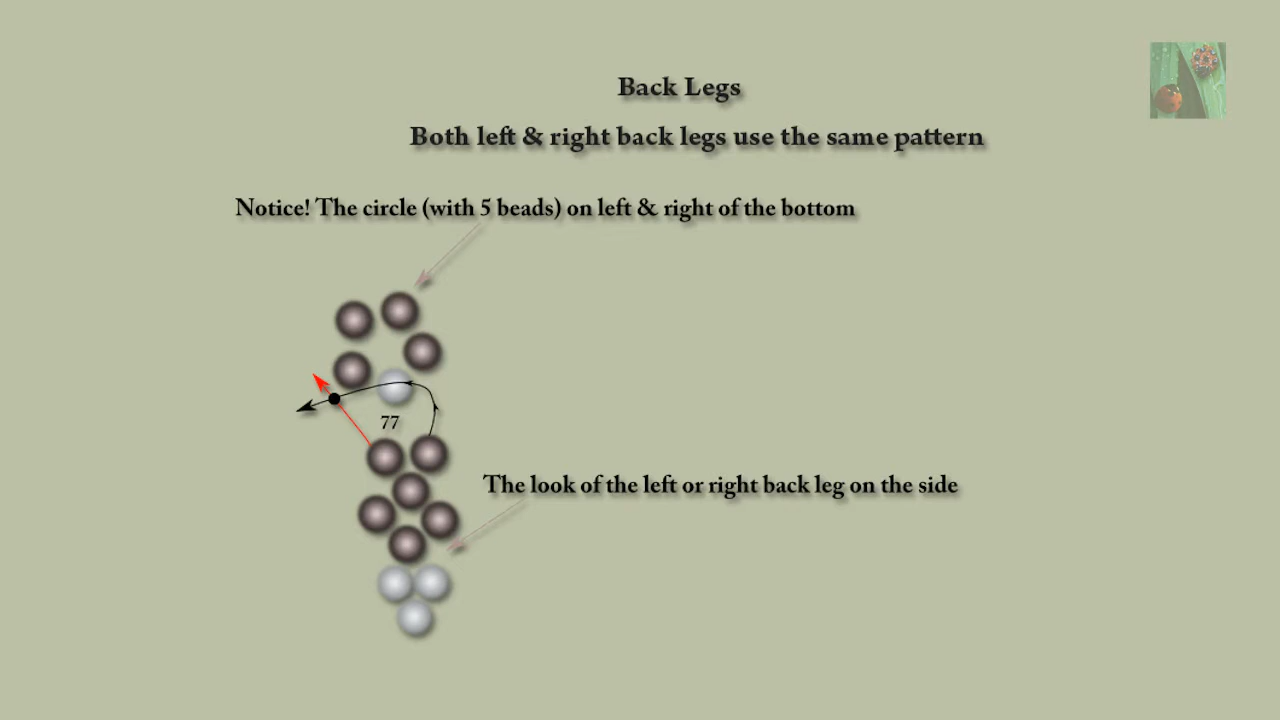 Back Legs
Both left & right back legs use the same pattern
Notice! The circle (with 5 beads) on left & right of the bottom
77
The look of the left or right back leg on the side